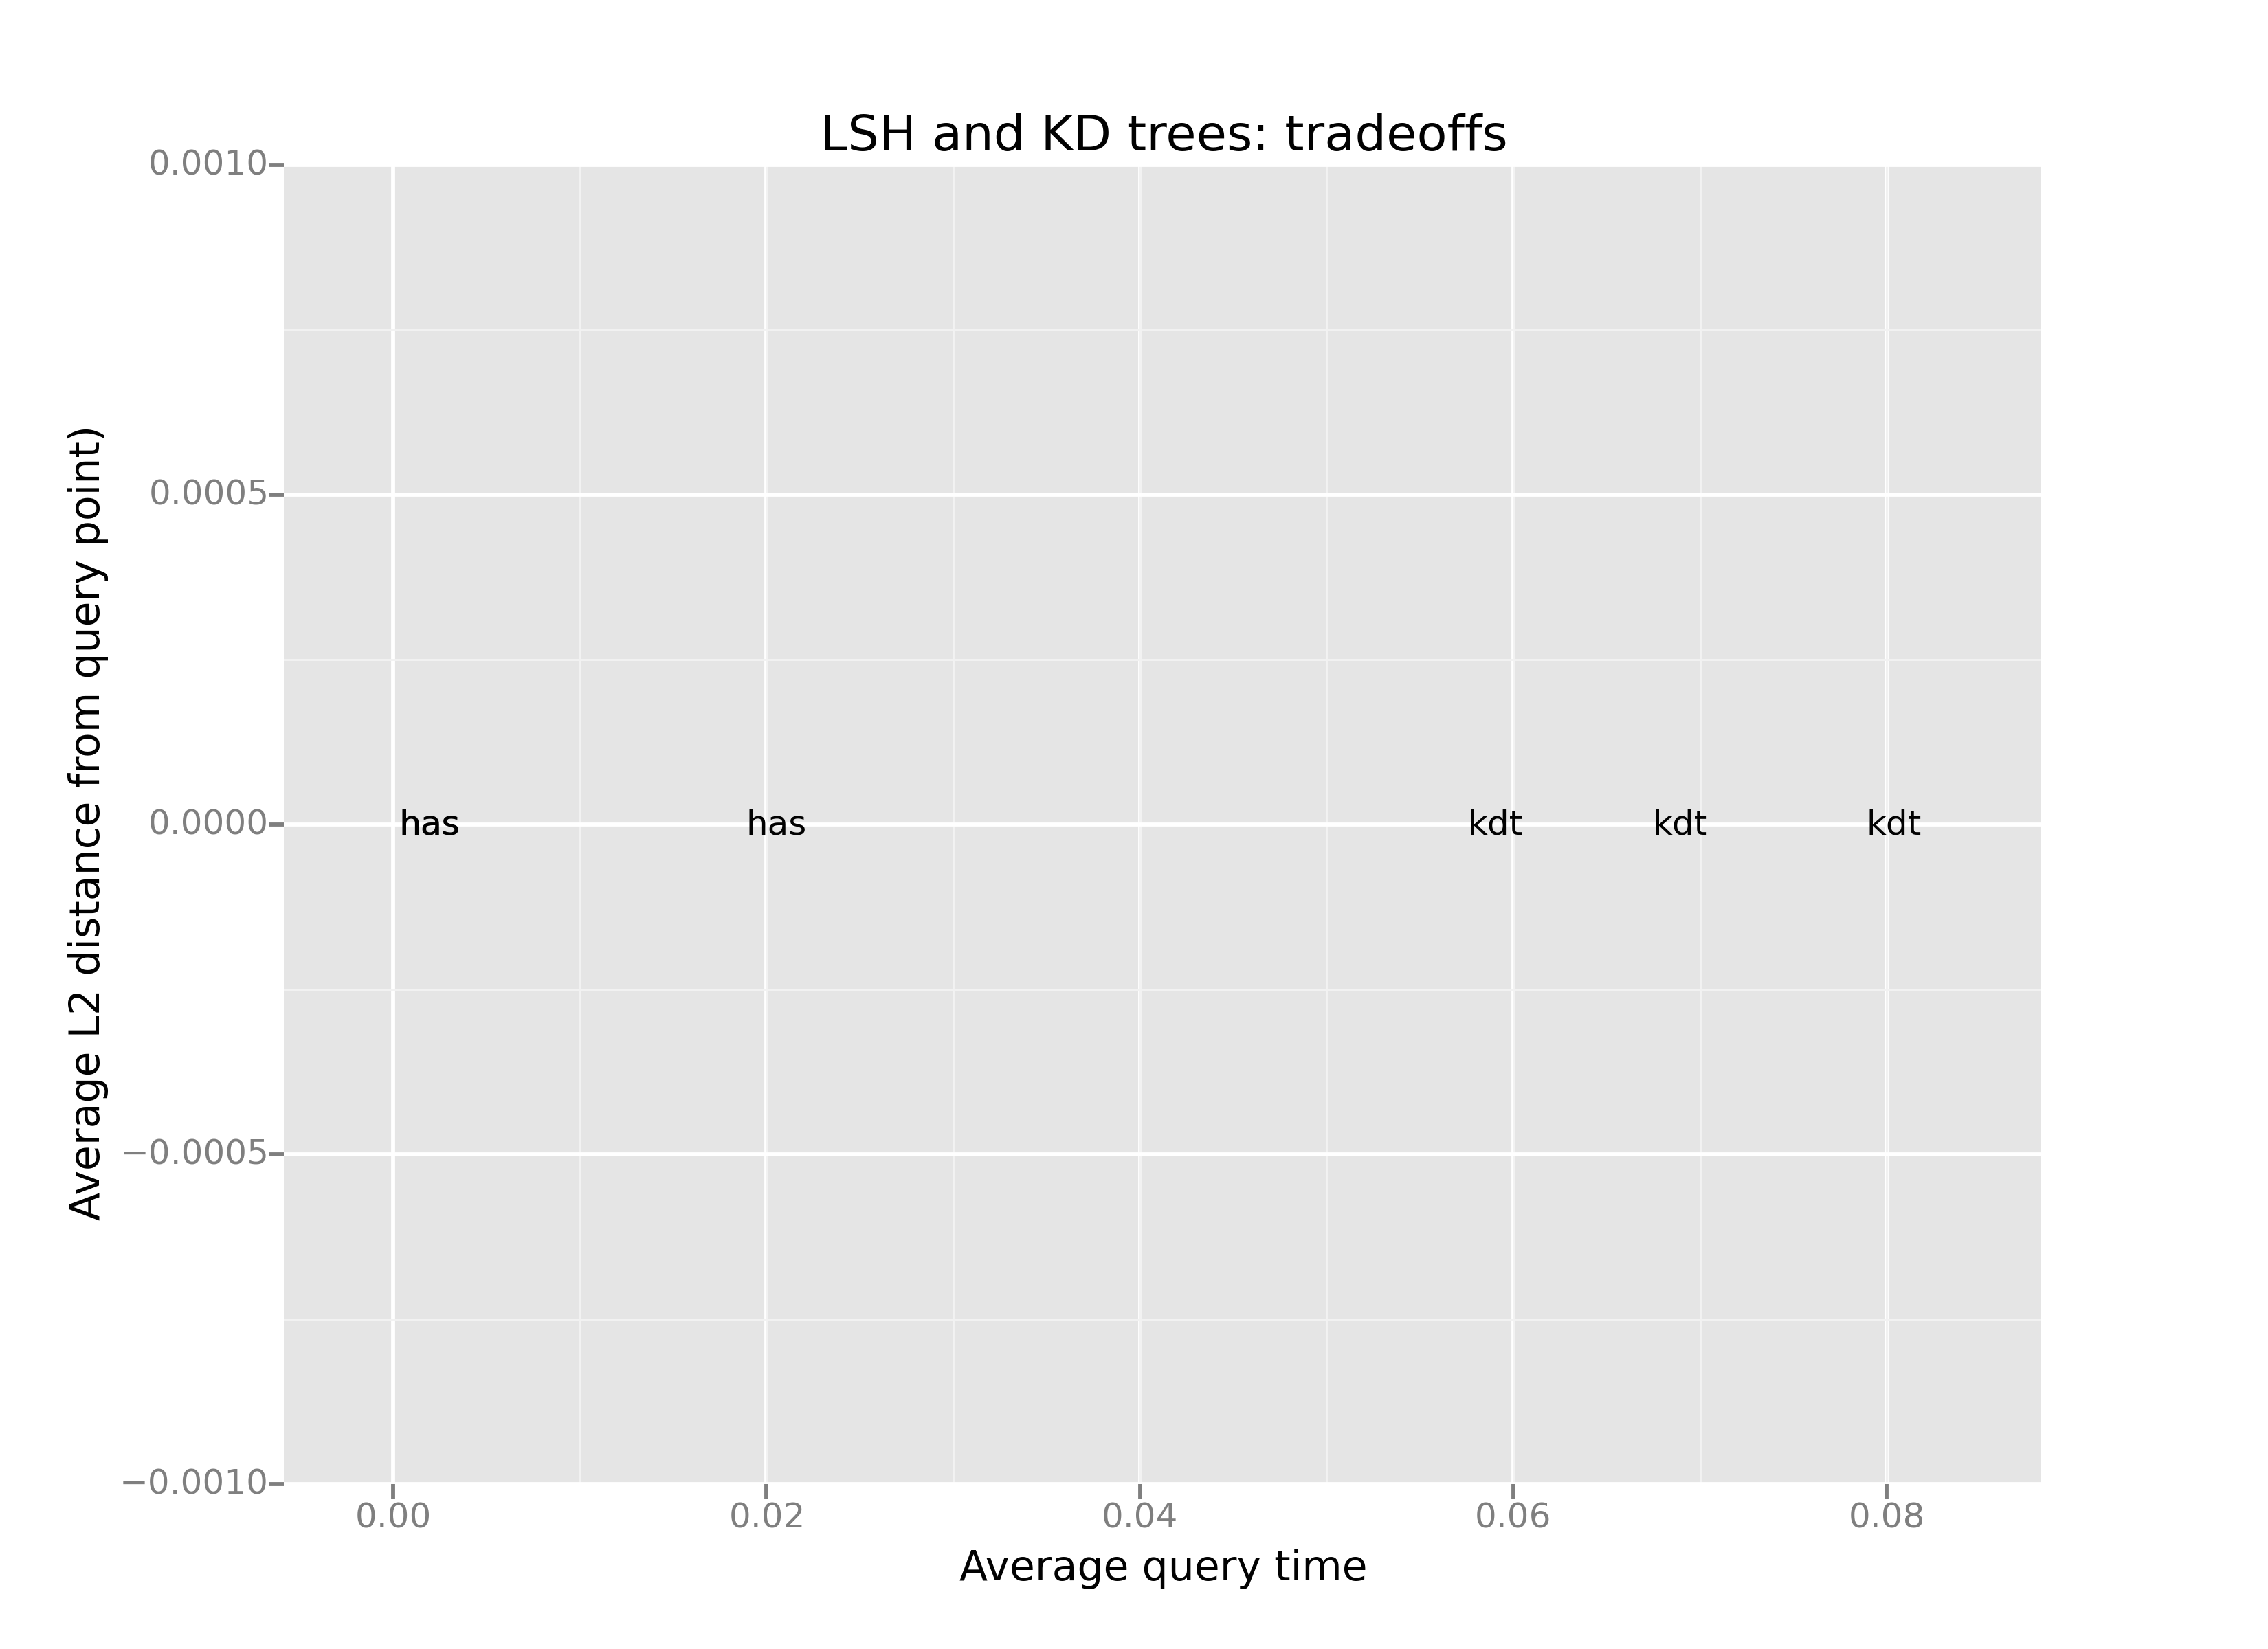 LSH and KD trees: tradeoffs
0.0010
0.0005
0.0000
−0.0005
−0.0010
Average L2 distance from query point)
has has kdt kdt kdt
0.00 0.02 0.04 0.06 0.08
Average query time